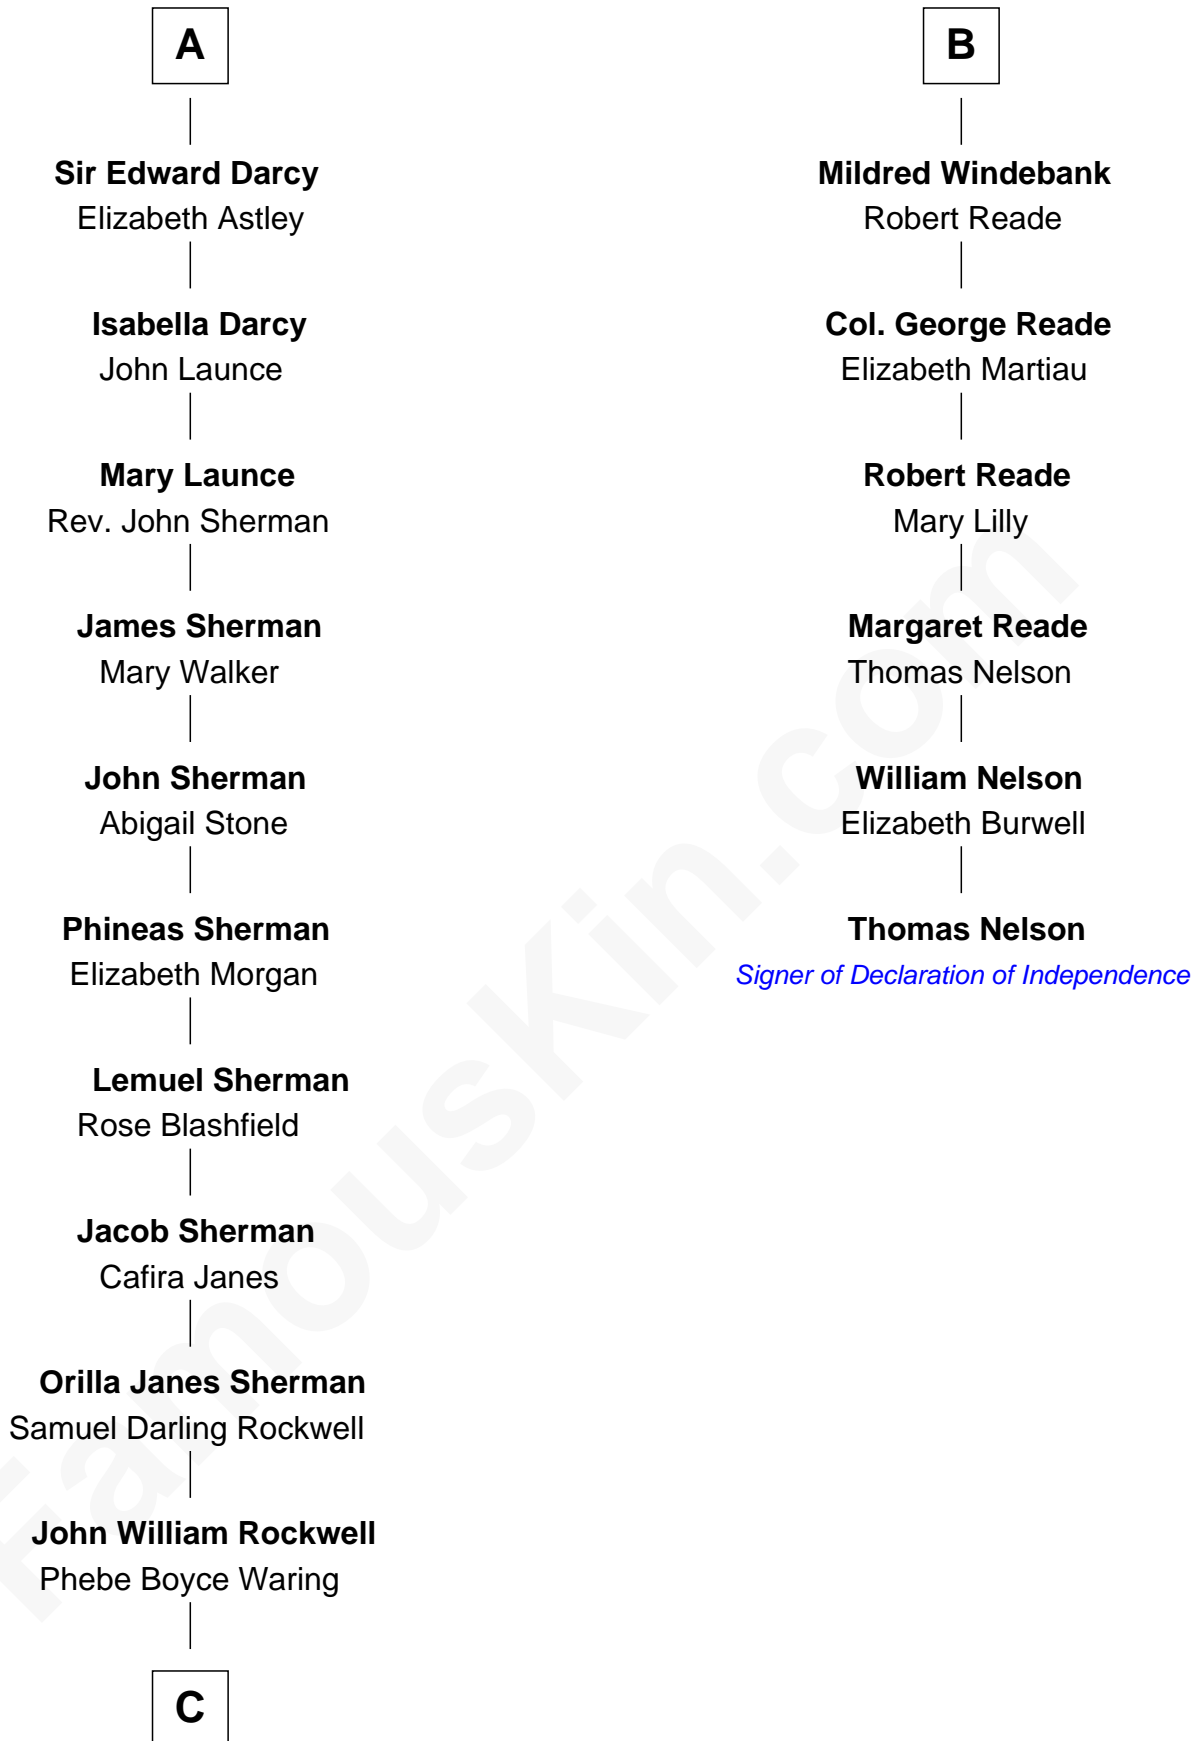 A
Sir Edward Darcy
Elizabeth Astley
Isabella Darcy
John Launce
Mary Launce
Rev. John Sherman
James Sherman
Mary Walker
John Sherman
Abigail Stone
Phineas Sherman
Elizabeth Morgan
Lemuel Sherman
Rose Blashfield
Jacob Sherman
Cafira Janes
Orilla Janes Sherman
Samuel Darling Rockwell
John William Rockwell
Phebe Boyce Waring
C
B
Mildred Windebank
Robert Reade
Col. George Reade
Elizabeth Martiau
Robert Reade
Mary Lilly
Margaret Reade
Thomas Nelson
William Nelson
Elizabeth Burwell
Thomas Nelson
Signer of Declaration of Independence
FamousKin.com